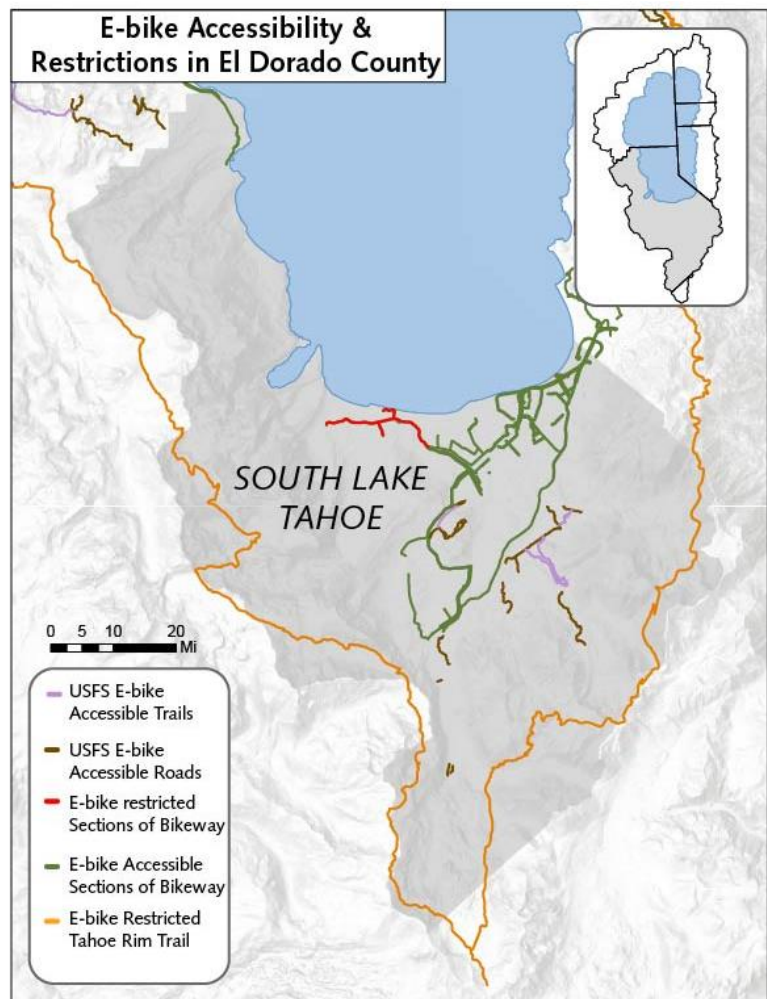 E-bike Accessibility &
Restrictions in El Dorado County
SOUTH LAKE
TAHOE
0 5 10 20
Mi
USFS E-bike
Accessible Trails
USFS E-bike
Accessible Roads
E-bike restricted
Sections of Bikeway
E-bike Accessible
Sections of Bikeway
E-bike Restricted
Tahoe Rim Trail